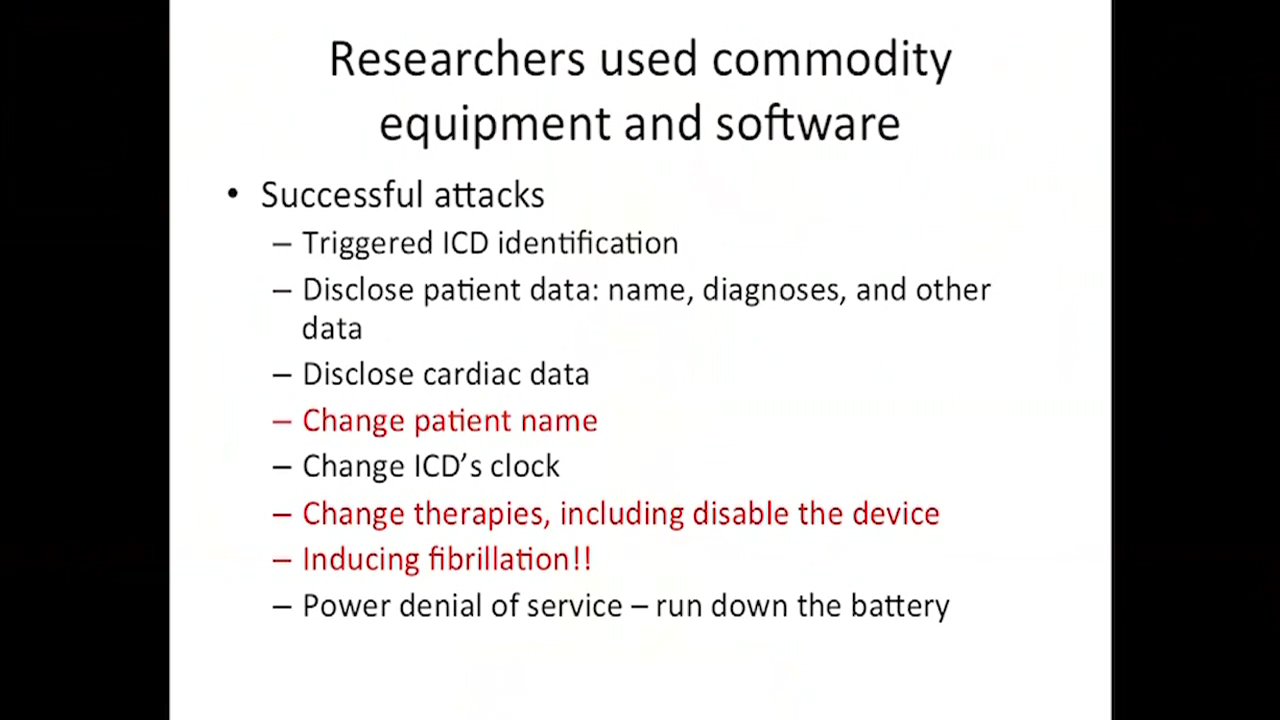 Researchers used commodity
equipment and software
• Successful attacks
– Triggered ICD identification
– Disclose patient data: name, diagnoses, and other
data
– Disclose cardiac data
– Change patient name
– Change ICD’s clock
– Change therapies, including disable the device
– Inducing fibrillation!!
– Power denial of service – run down the battery